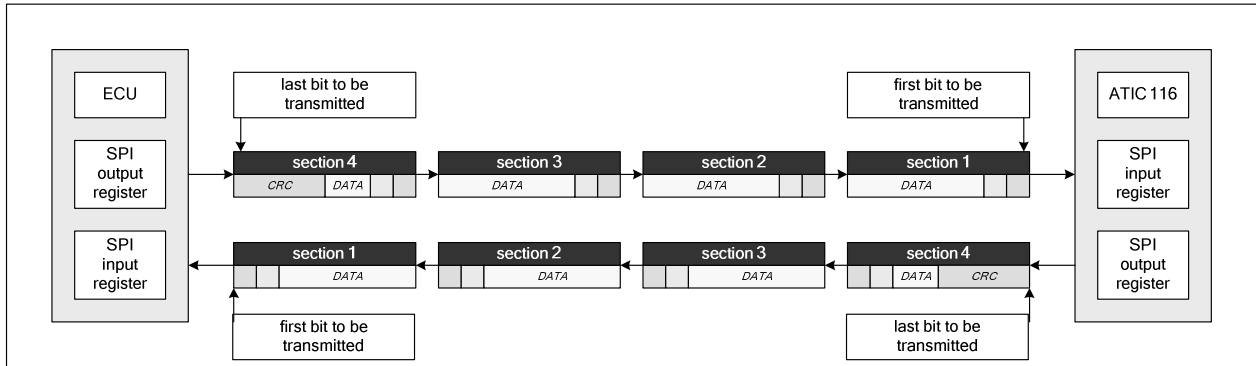 ECU
SPI
output
register
SPI
input
register
last bit to be
transmitted
first bit to be
transmitted
section 4
section 3
section 2
section 1
CRC
DATA
DATA
DATA
DATA
section 1
section 2
section 3
section 4
DATA
DATA
DATA
DATA
CRC
first bit to be
transmitted
last bit to be
transmitted
ATIC 116
SPI
input
register
SPI
output
register